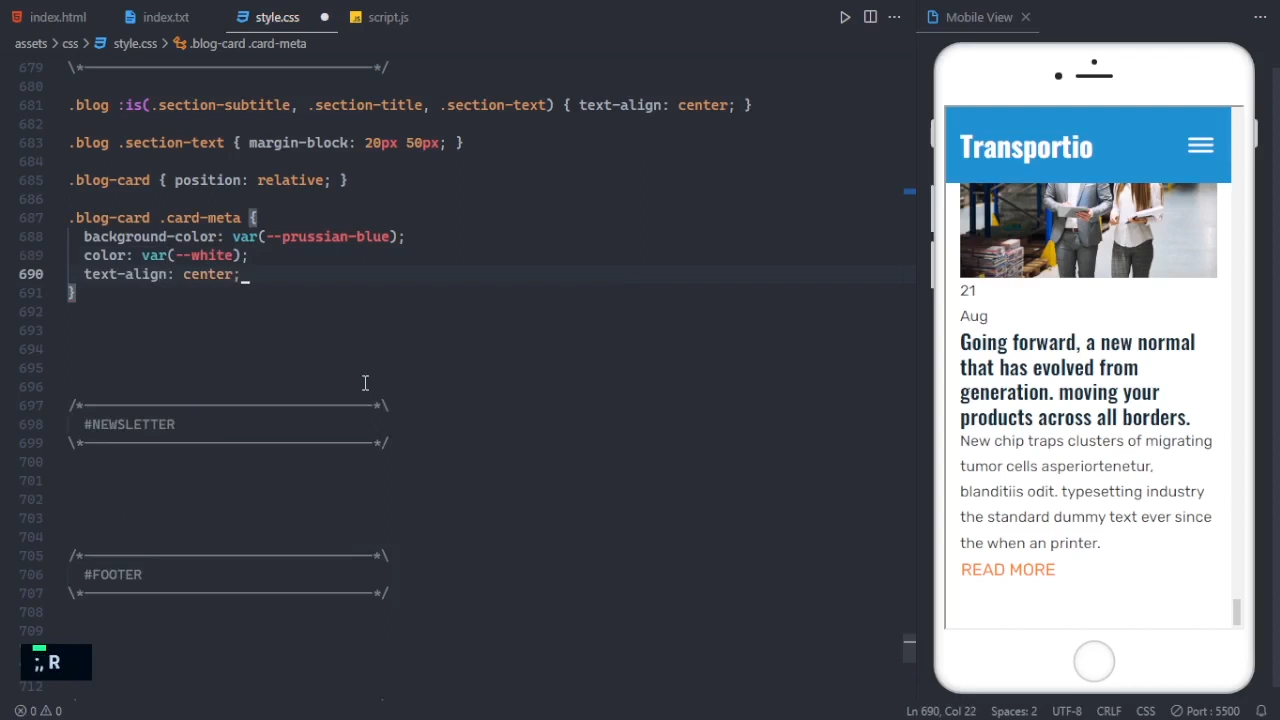 index.html index.txt style.css script.js Mobile View
assets > css > style.css > .blog-card .card-meta
679 \*————————————————————*/
680
681 .blog :is(.section-subtitle, .section-title, .section-text) { text-align: center; }
682
683 .blog .section-text { margin-block: 20px 50px; }
684
685 .blog-card { position: relative; }
686
687 .blog-card .card-meta {
688 background-color: var(--prussian-blue);
689 color: var(--white);
690 text-align: center;
691 }
692
693
694
695
696
697 /*————————————————————*\
698 #NEWSLETTER
699 \*————————————————————*/
700
701
702
703
704
705 /*————————————————————*\
706 #FOOTER
707 \*————————————————————*/
708
709
712
;, R
Transportio
21
Aug
Going forward, a new normal
that has evolved from
generation. moving your
products across all borders.
New chip traps clusters of migrating
tumor cells asperiortenetur,
blanditiis odit. typesetting industry
the standard dummy text ever since
the when an printer.
READ MORE
0 0 Ln 690, Col 22 Spaces: 2 UTF-8 CRLF CSS Port : 5500